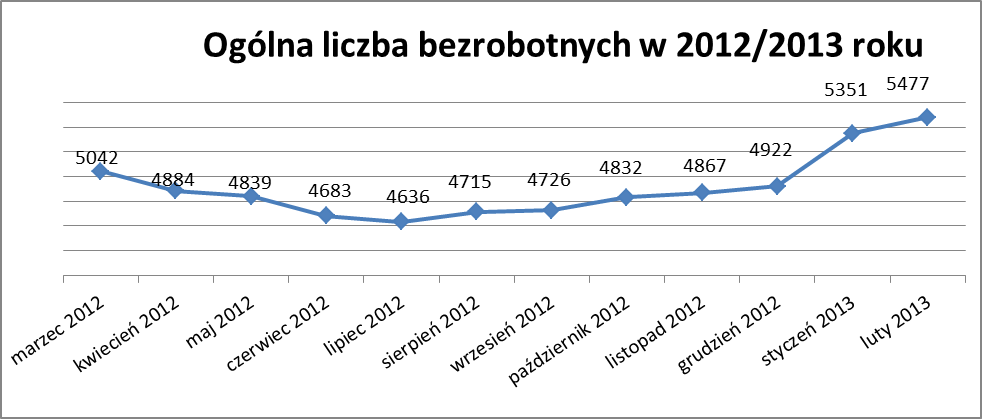 Ogólna liczba bezrobotnych w 2012/2013 roku
5042
4884
4839
4683
4636
4715
4726
4832
4867
4922
5351
5477
marzec 2012
kwiecień 2012
maj 2012
czerwiec 2012
lipiec 2012
sierpień 2012
wrzesień 2012
październik 2012
listopad 2012
grudzień 2012
styczeń 2013
luty 2013